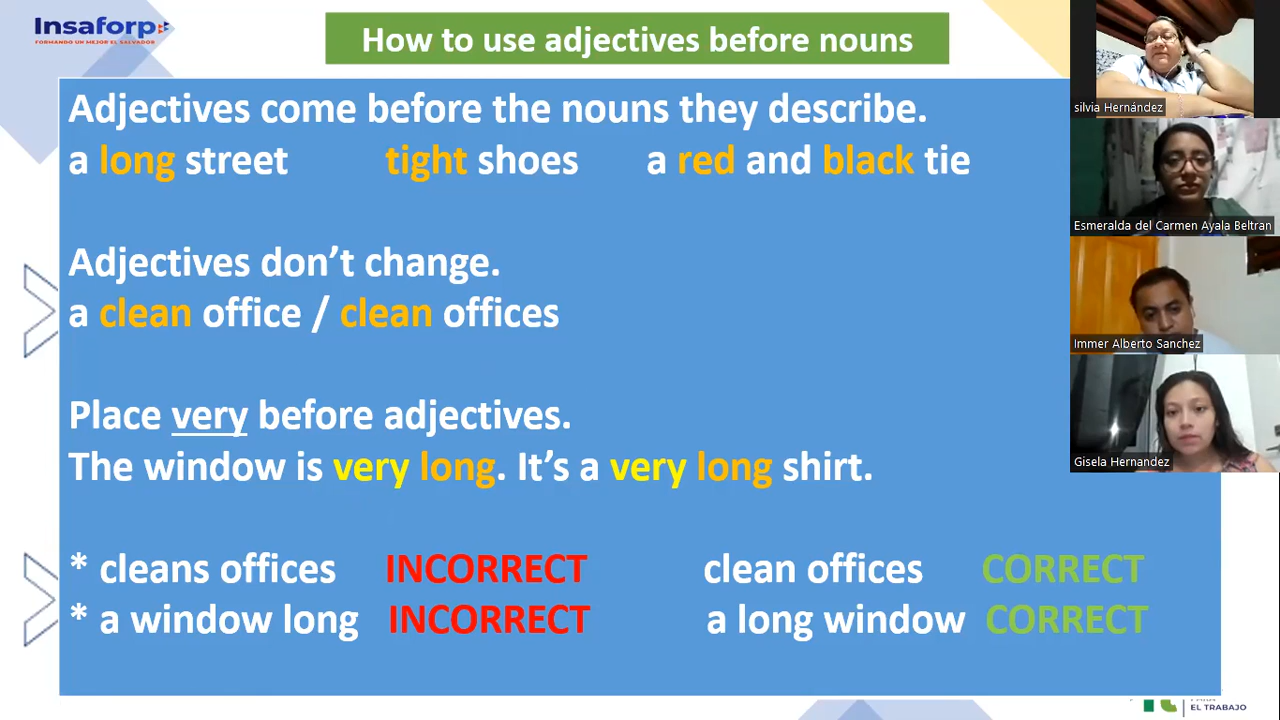 Insaforp
FORMANDO UN MEJOR EL SALVADOR
How to use adjectives before nouns
Adjectives come before the nouns they describe.
a long street tight shoes a red and black tie
Adjectives don’t change.
a clean office / clean offices
Place very before adjectives.
The window is very long. It’s a very long shirt.
* cleans offices INCORRECT clean offices CORRECT
* a window long INCORRECT a long window CORRECT
silvia Hernández
Esmeralda del Carmen Ayala Beltran
Immer Alberto Sanchez
Gisela Hernandez
EL TRABAJO